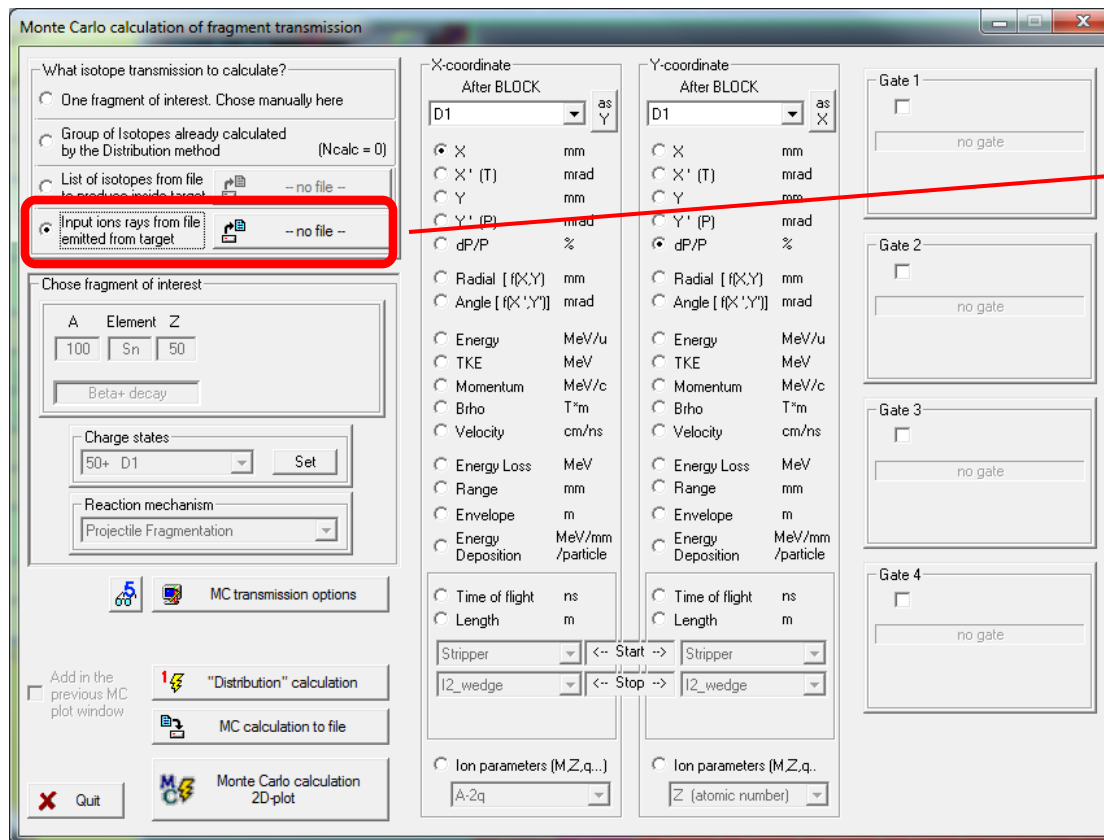 Monte Carlo calculation of fragment transmission
What isotope transmission to calculate?
One fragment of interest. Chose manually here
Group of Isotopes already calculated
by the Distribution method (Ncalc = 0)
List of isotopes from file
to produce inside target
-- no file --
Input ions rays from file
emitted from target
-- no file --
Chose fragment of interest
A Element Z
100 Sn 50
Beta+ decay
Charge states
50+ D1
Set
Reaction mechanism
Projectile Fragmentation
5
MC transmission options
Add in the
previous MC
plot window
1
"Distribution" calculation
MC calculation to file
MC
Monte Carlo calculation
2D-plot
Quit
X-coordinate
After BLOCK
D1
as
Y
X mm
X ' (T) mrad
Y mm
Y ' (P) mrad
dP/P %
Radial [ f(X,Y) mm
Angle [ f(X ',Y')] mrad
Energy MeV/u
TKE MeV
Momentum MeV/c
Brho T*m
Velocity cm/ns
Energy Loss MeV
Range mm
Envelope m
Energy MeV/mm
Deposition /particle
Time of flight ns
Length m
Stripper
<-- Start -->
I2_wedge
<-- Stop -->
Ion parameters (M,Z,q...)
A-2q
Y-coordinate
After BLOCK
D1
as
X
X mm
X ' (T) mrad
Y mm
Y ' (P) mrad
dP/P %
Radial [ f(X,Y) mm
Angle [ f(X ',Y')] mrad
Energy MeV/u
TKE MeV
Momentum MeV/c
Brho T*m
Velocity cm/ns
Energy Loss MeV
Range mm
Envelope m
Energy MeV/mm
Deposition /particle
Time of flight ns
Length m
Stripper
I2_wedge
Ion parameters (M,Z,q..
Z (atomic number)
Gate 1
no gate
Gate 2
no gate
Gate 3
no gate
Gate 4
no gate